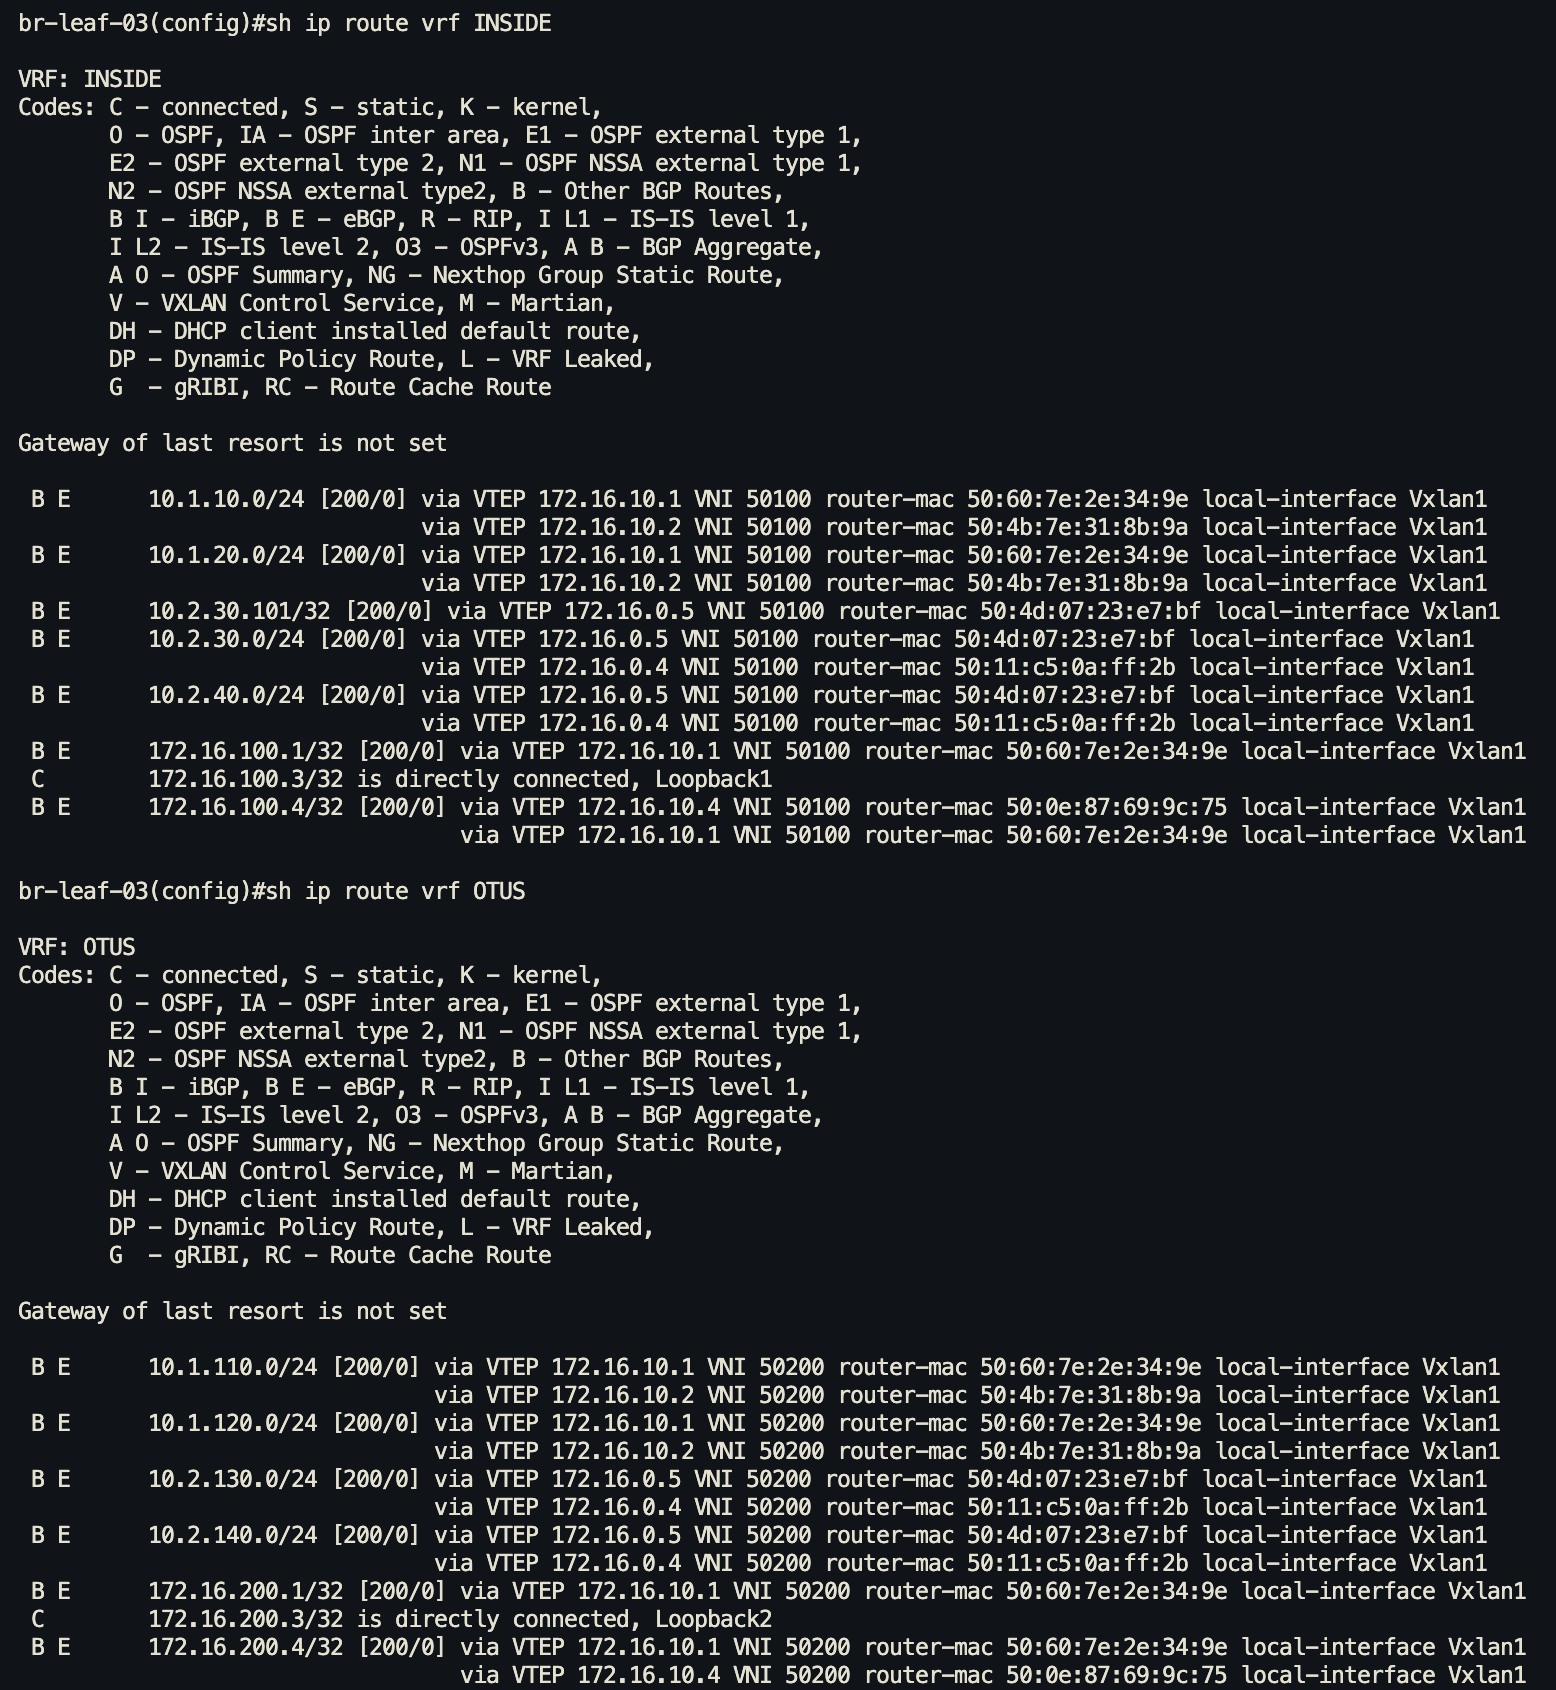 br-leaf-03(config)#sh ip route vrf INSIDE

VRF: INSIDE
Codes: C - connected, S - static, K - kernel,
       O - OSPF, IA - OSPF inter area, E1 - OSPF external type 1,
       E2 - OSPF external type 2, N1 - OSPF NSSA external type 1,
       N2 - OSPF NSSA external type2, B - Other BGP Routes,
       B I - iBGP, B E - eBGP, R - RIP, I L1 - IS-IS level 1,
       I L2 - IS-IS level 2, O3 - OSPFv3, A B - BGP Aggregate,
       A O - OSPF Summary, NG - Nexthop Group Static Route,
       V - VXLAN Control Service, M - Martian,
       DH - DHCP client installed default route,
       DP - Dynamic Policy Route, L - VRF Leaked,
       G  - gRIBI, RC - Route Cache Route

Gateway of last resort is not set

 B E      10.1.10.0/24 [200/0] via VTEP 172.16.10.1 VNI 50100 router-mac 50:60:7e:2e:34:9e local-interface Vxlan1
                               via VTEP 172.16.10.2 VNI 50100 router-mac 50:4b:7e:31:8b:9a local-interface Vxlan1
 B E      10.1.20.0/24 [200/0] via VTEP 172.16.10.1 VNI 50100 router-mac 50:60:7e:2e:34:9e local-interface Vxlan1
                               via VTEP 172.16.10.2 VNI 50100 router-mac 50:4b:7e:31:8b:9a local-interface Vxlan1
 B E      10.2.30.101/32 [200/0] via VTEP 172.16.0.5 VNI 50100 router-mac 50:4d:07:23:e7:bf local-interface Vxlan1
 B E      10.2.30.0/24 [200/0] via VTEP 172.16.0.5 VNI 50100 router-mac 50:4d:07:23:e7:bf local-interface Vxlan1
                               via VTEP 172.16.0.4 VNI 50100 router-mac 50:11:c5:0a:ff:2b local-interface Vxlan1
 B E      10.2.40.0/24 [200/0] via VTEP 172.16.0.5 VNI 50100 router-mac 50:4d:07:23:e7:bf local-interface Vxlan1
                               via VTEP 172.16.0.4 VNI 50100 router-mac 50:11:c5:0a:ff:2b local-interface Vxlan1
 B E      172.16.100.1/32 [200/0] via VTEP 172.16.10.1 VNI 50100 router-mac 50:60:7e:2e:34:9e local-interface Vxlan1
 C        172.16.100.3/32 is directly connected, Loopback1
 B E      172.16.100.4/32 [200/0] via VTEP 172.16.10.4 VNI 50100 router-mac 50:0e:87:69:9c:75 local-interface Vxlan1
                                  via VTEP 172.16.10.1 VNI 50100 router-mac 50:60:7e:2e:34:9e local-interface Vxlan1

br-leaf-03(config)#sh ip route vrf OTUS

VRF: OTUS
Codes: C - connected, S - static, K - kernel,
       O - OSPF, IA - OSPF inter area, E1 - OSPF external type 1,
       E2 - OSPF external type 2, N1 - OSPF NSSA external type 1,
       N2 - OSPF NSSA external type2, B - Other BGP Routes,
       B I - iBGP, B E - eBGP, R - RIP, I L1 - IS-IS level 1,
       I L2 - IS-IS level 2, O3 - OSPFv3, A B - BGP Aggregate,
       A O - OSPF Summary, NG - Nexthop Group Static Route,
       V - VXLAN Control Service, M - Martian,
       DH - DHCP client installed default route,
       DP - Dynamic Policy Route, L - VRF Leaked,
       G  - gRIBI, RC - Route Cache Route

Gateway of last resort is not set

 B E      10.1.110.0/24 [200/0] via VTEP 172.16.10.1 VNI 50200 router-mac 50:60:7e:2e:34:9e local-interface Vxlan1
                                via VTEP 172.16.10.2 VNI 50200 router-mac 50:4b:7e:31:8b:9a local-interface Vxlan1
 B E      10.1.120.0/24 [200/0] via VTEP 172.16.10.1 VNI 50200 router-mac 50:60:7e:2e:34:9e local-interface Vxlan1
                                via VTEP 172.16.10.2 VNI 50200 router-mac 50:4b:7e:31:8b:9a local-interface Vxlan1
 B E      10.2.130.0/24 [200/0] via VTEP 172.16.0.5 VNI 50200 router-mac 50:4d:07:23:e7:bf local-interface Vxlan1
                                via VTEP 172.16.0.4 VNI 50200 router-mac 50:11:c5:0a:ff:2b local-interface Vxlan1
 B E      10.2.140.0/24 [200/0] via VTEP 172.16.0.5 VNI 50200 router-mac 50:4d:07:23:e7:bf local-interface Vxlan1
                                via VTEP 172.16.0.4 VNI 50200 router-mac 50:11:c5:0a:ff:2b local-interface Vxlan1
 B E      172.16.200.1/32 [200/0] via VTEP 172.16.10.1 VNI 50200 router-mac 50:60:7e:2e:34:9e local-interface Vxlan1
 C        172.16.200.3/32 is directly connected, Loopback2
 B E      172.16.200.4/32 [200/0] via VTEP 172.16.10.1 VNI 50200 router-mac 50:60:7e:2e:34:9e local-interface Vxlan1
                                  via VTEP 172.16.10.4 VNI 50200 router-mac 50:0e:87:69:9c:75 local-interface Vxlan1